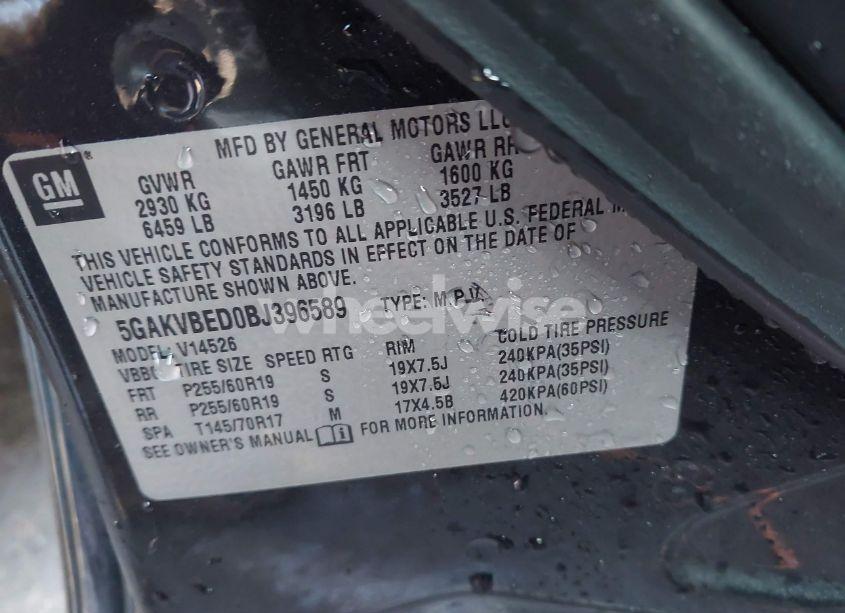 MFD BY GENERAL MOTORS LLC
GM
GVWR GAWR FRT GAWR RR
2930 KG 1450 KG 1600 KG
6459 LB 3196 LB 3527 LB
THIS VEHICLE CONFORMS TO ALL APPLICABLE U.S. FEDERAL M
VEHICLE SAFETY STANDARDS IN EFFECT ON THE DATE OF
MANUFACTURE SHOWN ABOVE.
5GAKVBED0BJ396589 TYPE: M.P.V.
wheelwise
MODEL: V14526
TIRE SIZE SPEED RTG RIM COLD TIRE PRESSURE
FRT P255/60R19 S 19X7.5J 240KPA(35PSI)
RR P255/60R19 S 19X7.5J 240KPA(35PSI)
SPA T145/70R17 M 17X4.5B 420KPA(60PSI)
SEE OWNER'S MANUAL FOR MORE INFORMATION.